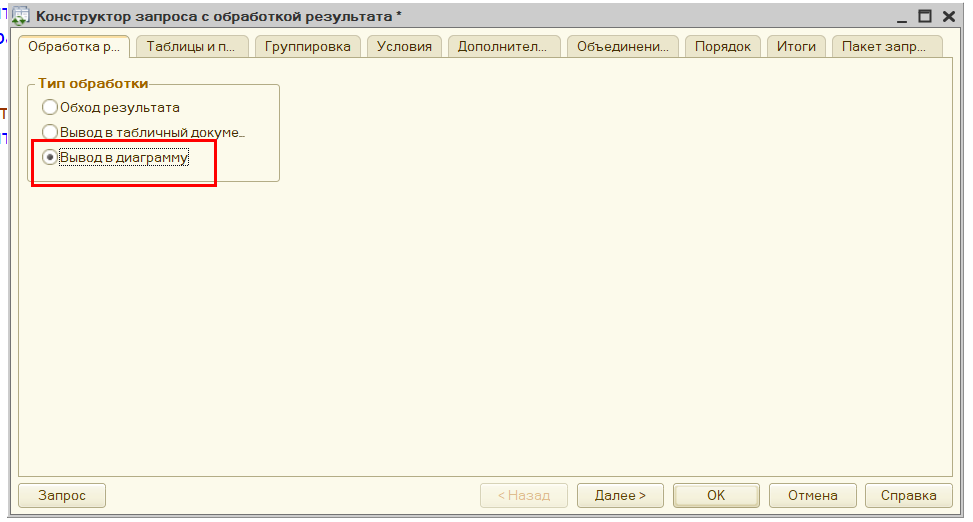 Конструктор запроса с обработкой результата *
Обработка р... Таблицы и п... Группировка Условия Дополнител... Объединени... Порядок Итоги Пакет запр...
Тип обработки
Обход результата
Вывод в табличный докуме...
Вывод в диаграмму
Запрос < Назад Далее > OK Отмена Справка